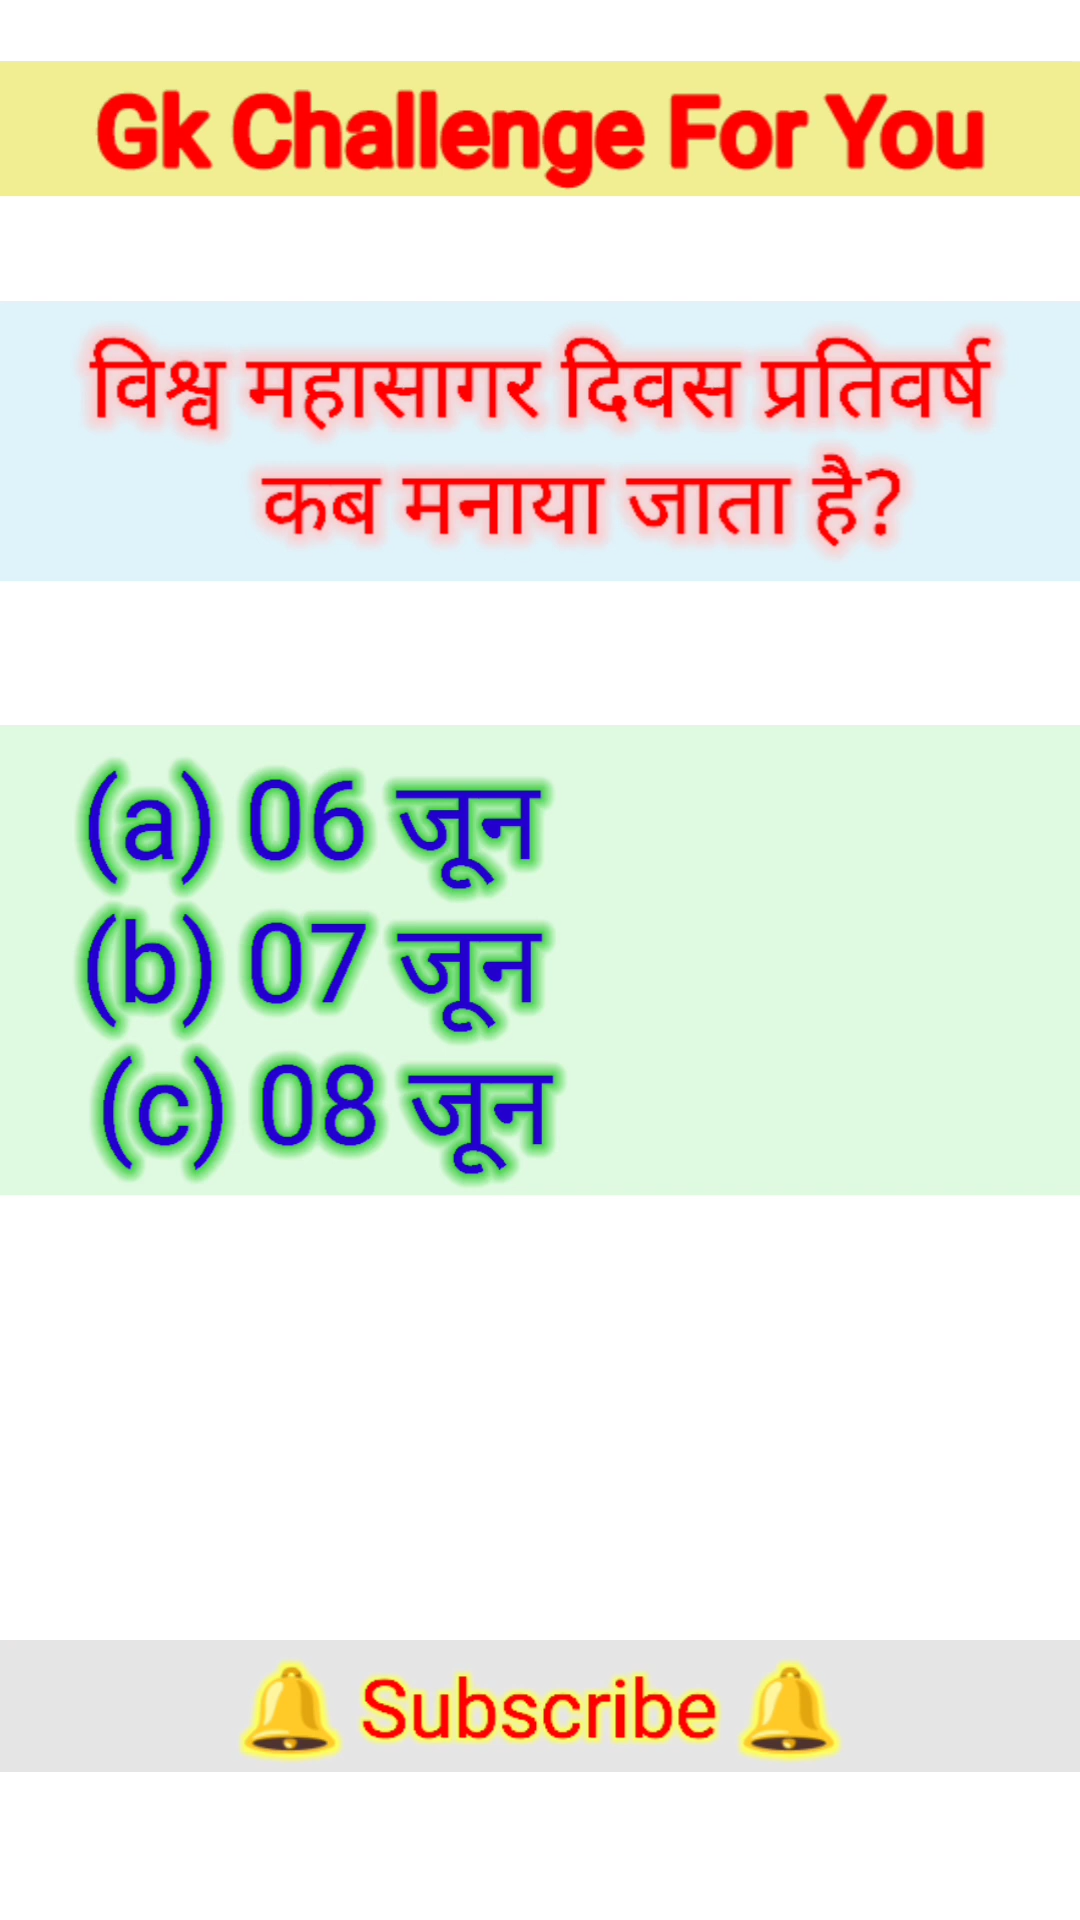 Gk Challenge For You
विश्व महासागर दिवस प्रतिवर्ष
कब मनाया जाता है?
(a) 06 जून
(b) 07 जून
(c) 08 जून
🔔 Subscribe 🔔